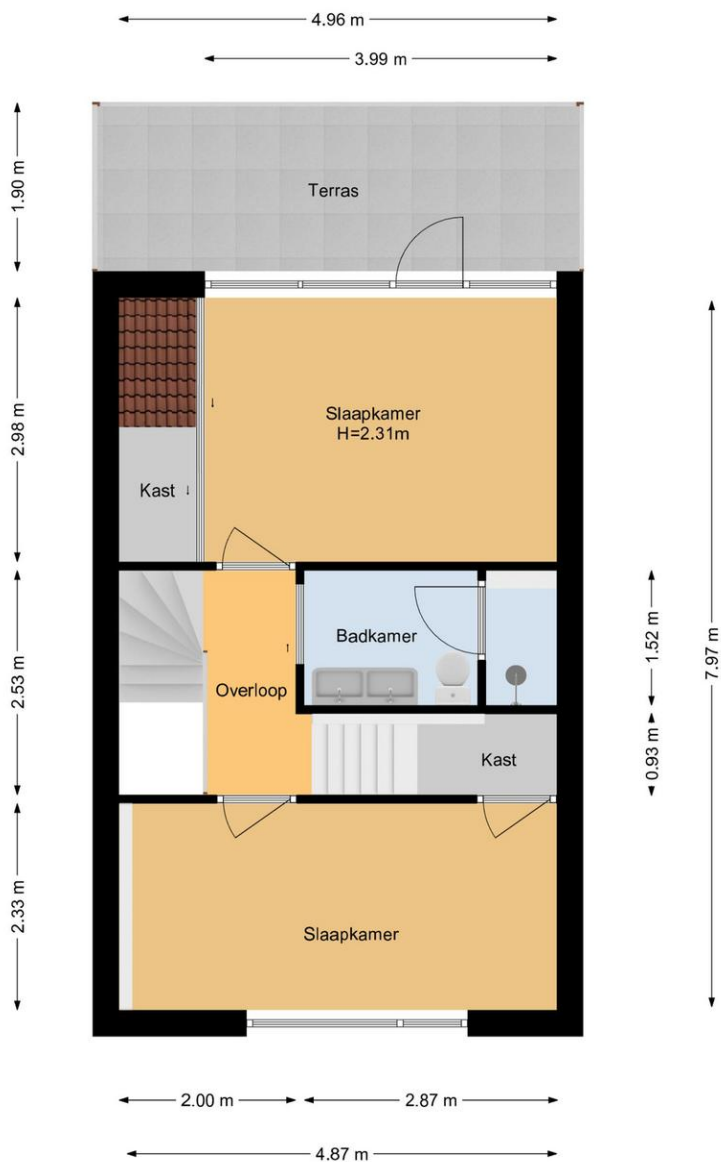 4.96 m
3.99 m
1.90 m
Terras
2.98 m
Slaapkamer
H=2.31m
Kast
7.97 m
2.53 m
1.52 m
Badkamer
Overloop
0.93 m
Kast
2.33 m
Slaapkamer
2.00 m
2.87 m
4.87 m